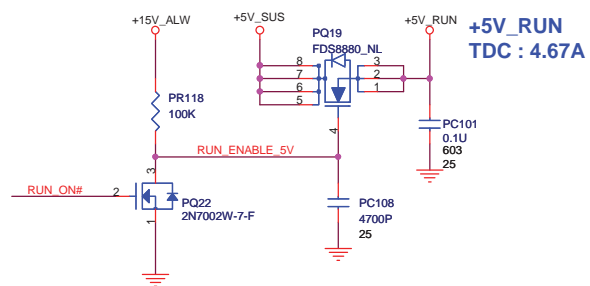 +15V_ALW
+5V_SUS
+5V_RUN
+5V_RUN
TDC : 4.67A
PQ19
FDS8880_NL
8
7
6
5
3
2
1
4
PR118
100K
PC101
0.1U
603
25
RUN_ENABLE_5V
RUN_ON#
2
3
1
PQ22
2N7002W-7-F
PC108
4700P
25